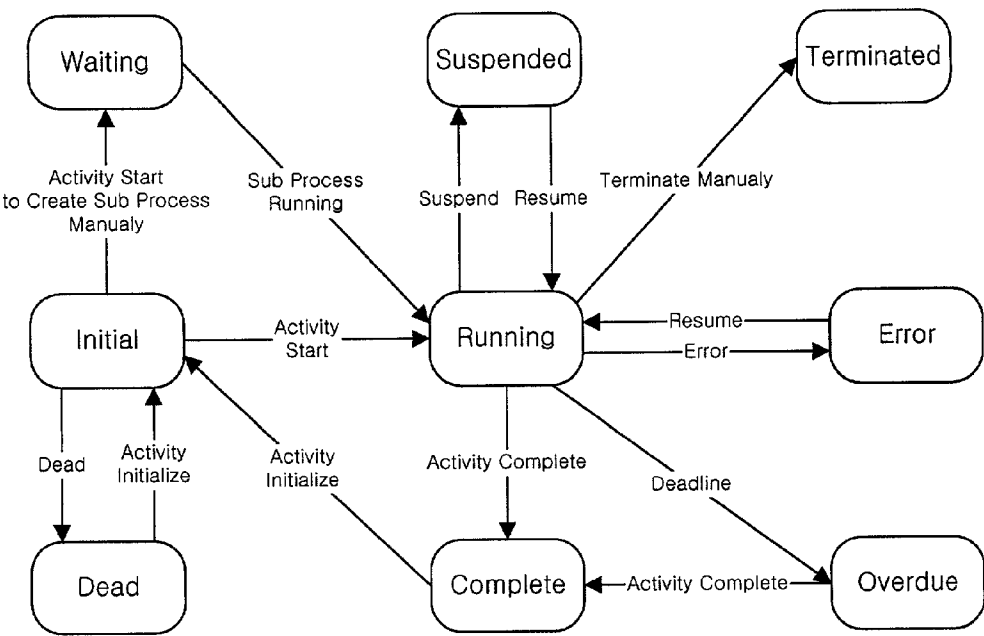 Waiting
Suspended
Terminated
Activity Start
to Create Sub Process
Manualy
Sub Process
Running
Suspend
Resume
Terminate Manualy
Initial
Activity
Start
Running
Resume
Error
Error
Dead
Activity
Initialize
Activity
Initialize
Activity Complete
Deadline
Dead
Complete
Activity Complete
Overdue